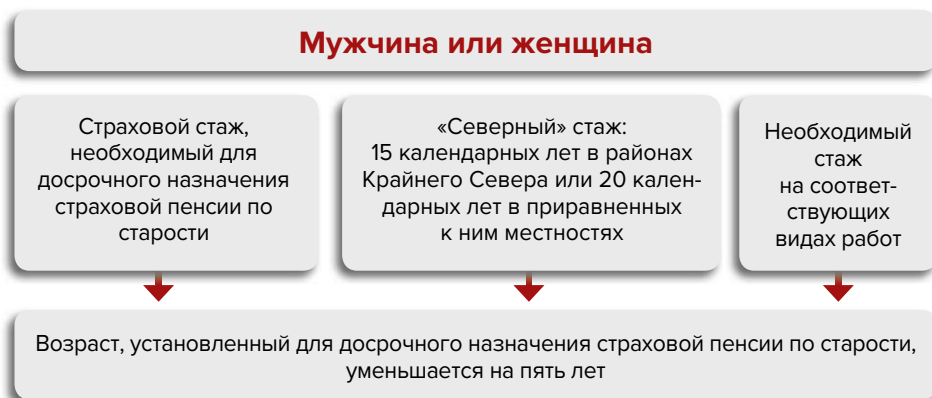 Мужчина или женщина
Страховой стаж,
необходимый для
досрочного назначения
страховой пенсии по
старости
«Северный» стаж:
15 календарных лет в районах
Крайнего Севера или 20 кален-
дарных лет в приравненных
к ним местностях
Необходимый
стаж
на соответ-
ствующих
видах работ
Возраст, установленный для досрочного назначения страховой пенсии по старости,
уменьшается на пять лет